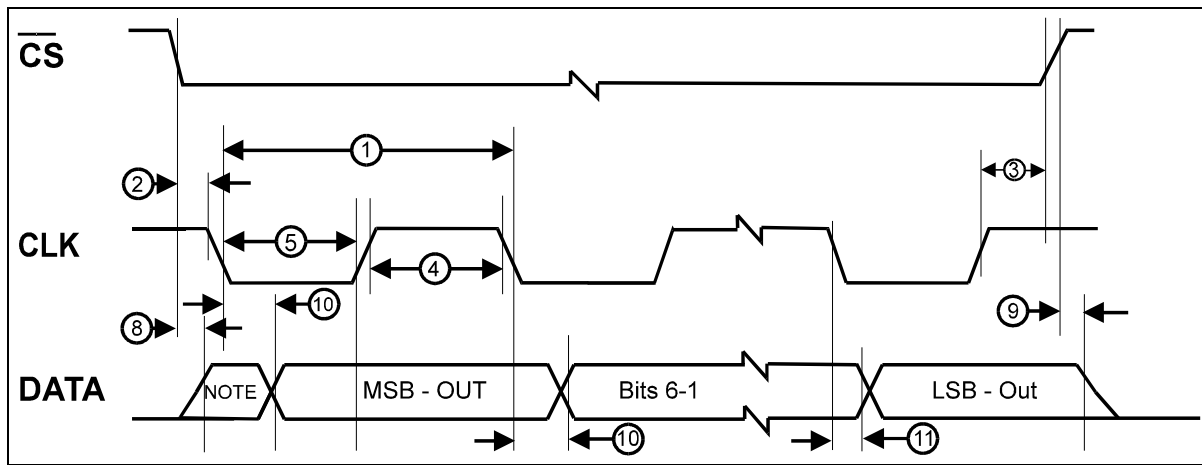 CS
①
②
③
CLK
⑤
④
⑩
⑧
⑨
DATA
NOTE
MSB - OUT
Bits 6-1
LSB - Out
⑩
⑪